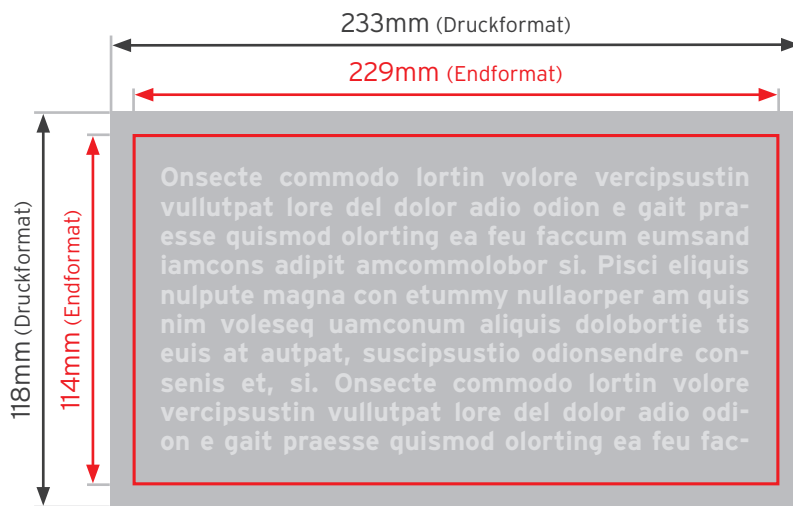 233mm (Druckformat)
229mm (Endformat)
118mm (Druckformat)
114mm (Endformat)
Onsecte commodo lortin volore vercipsustin
vullutpat lore del dolor adio odion e gait pra-
esse quismod olorting ea feu faccum eumsand
iamcons adipit amcommolobor si. Pisci eliquis
nulpute magna con etummy nullaorper am quis
nim voleseq uamconum aliquis dolobortie tis
euis at autpat, suscipsustio odionsendre con-
senis et, si. Onsecte commodo lortin volore
vercipsustin vullutpat lore del dolor adio odi-
on e gait praesse quismod olorting ea feu fac-